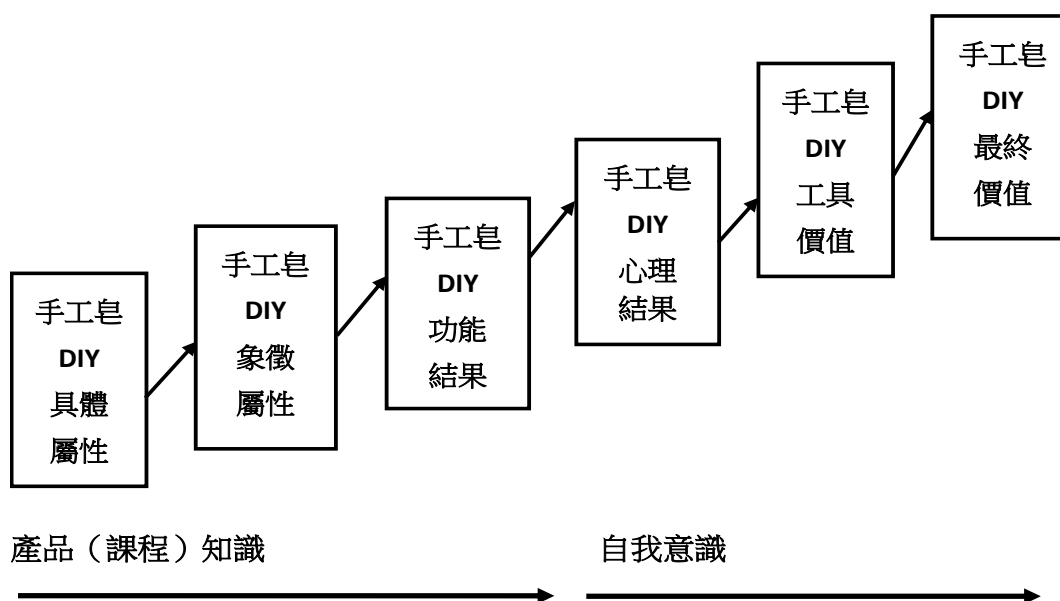 手工皂
DIY
具體
屬性
手工皂
DIY
象徵
屬性
手工皂
DIY
功能
結果
手工皂
DIY
心理
結果
手工皂
DIY
工具
價值
手工皂
DIY
最終
價值
產品（課程）知識
自我意識